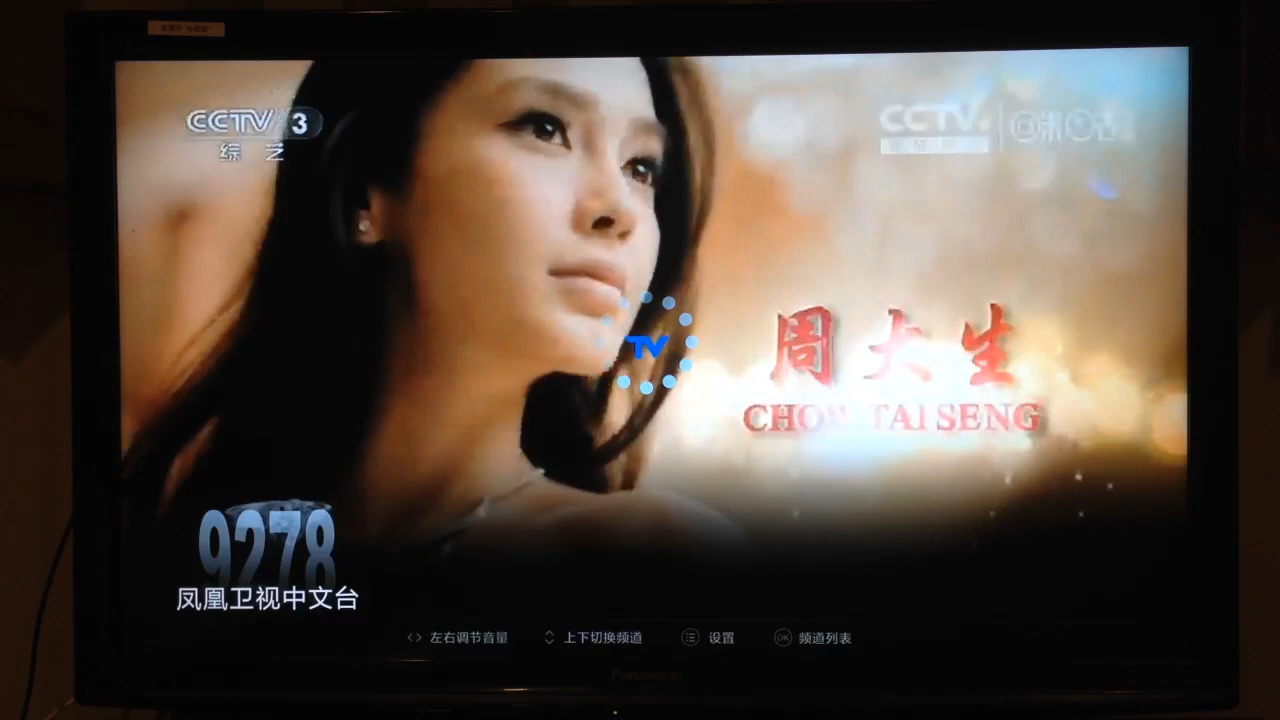 CCTV 3
综 艺
CCTV
TV
周大生
CHOW TAI SENG
9278
凤凰卫视中文台
左右调节音量
上下切换频道
设置
OK 频道列表
Panasonic